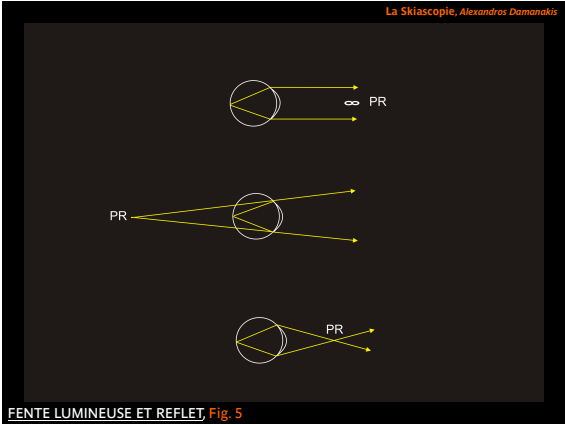 La Skiascopie, Alexandros Damanakis
∞ PR
PR
PR
FENTE LUMINEUSE ET REFLET, Fig. 5